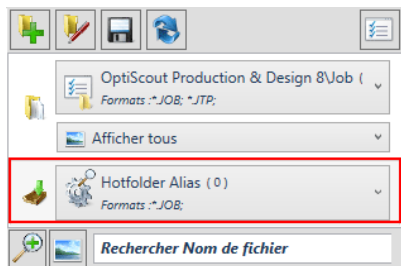 OptiScout Production & Design 8\Job (
Formats :*.JOB; *.JTP;
Afficher tous
Hotfolder Alias ( 0 )
Formats :*.JOB;
Rechercher Nom de fichier